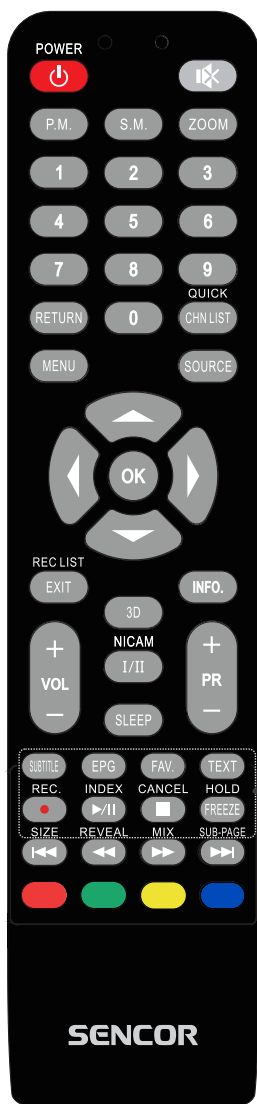 POWER
P.M. S.M. ZOOM
1 2 3
4 5 6
7 8 9
QUICK
RETURN 0 CHN LIST
MENU SOURCE
OK
REC LIST
EXIT INFO.
3D
NICAM
+ I/II +
VOL PR
– SLEEP –
SUBTITLE EPG FAV. TEXT
REC. INDEX CANCEL HOLD
FREEZE
SIZE REVEAL MIX SUB-PAGE
SENCOR